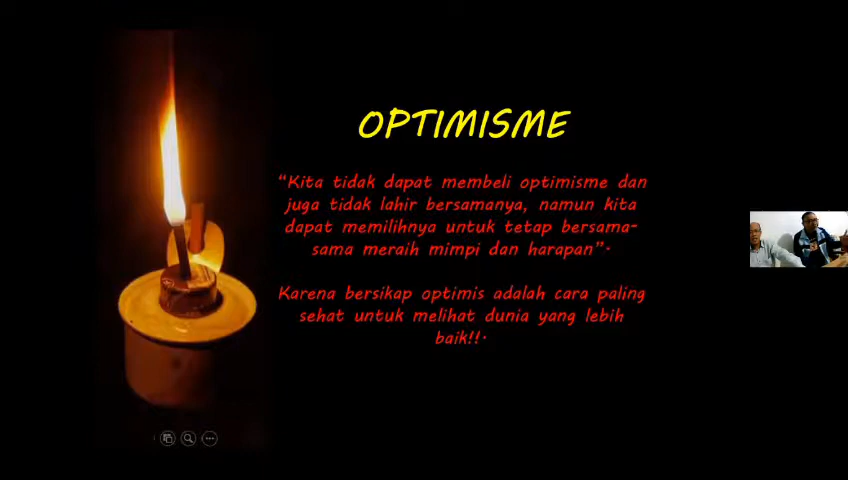 OPTIMISME
“Kita tidak dapat membeli optimisme dan
juga tidak lahir bersamanya, namun kita
dapat memilihnya untuk tetap bersama-
sama meraih mimpi dan harapan”.
Karena bersikap optimis adalah cara paling
sehat untuk melihat dunia yang lebih
baik!!.